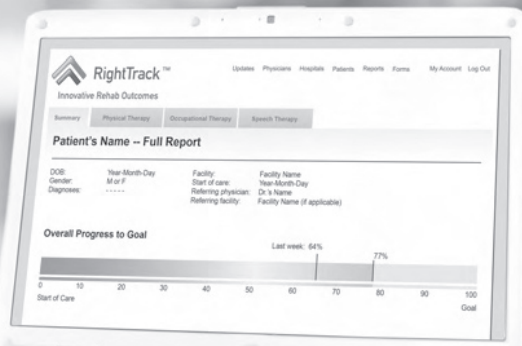 RightTrack™
Updates Physicians Hospitals Patients Reports Forms My Account Log Out
Innovative Rehab Outcomes
Summary Physical Therapy Occupational Therapy Speech Therapy
Patient's Name -- Full Report
DOB: Year-Month-Day Facility: Facility Name
Gender: M or F Start of care: Year-Month-Day
Diagnoses: - - - - - Referring physician: Dr.'s Name
Referring facility: Facility Name (if applicable)
Overall Progress to Goal
Last week: 64%
77%
0 10 20 30 40 50 60 70 80 90 100
Start of Care Goal